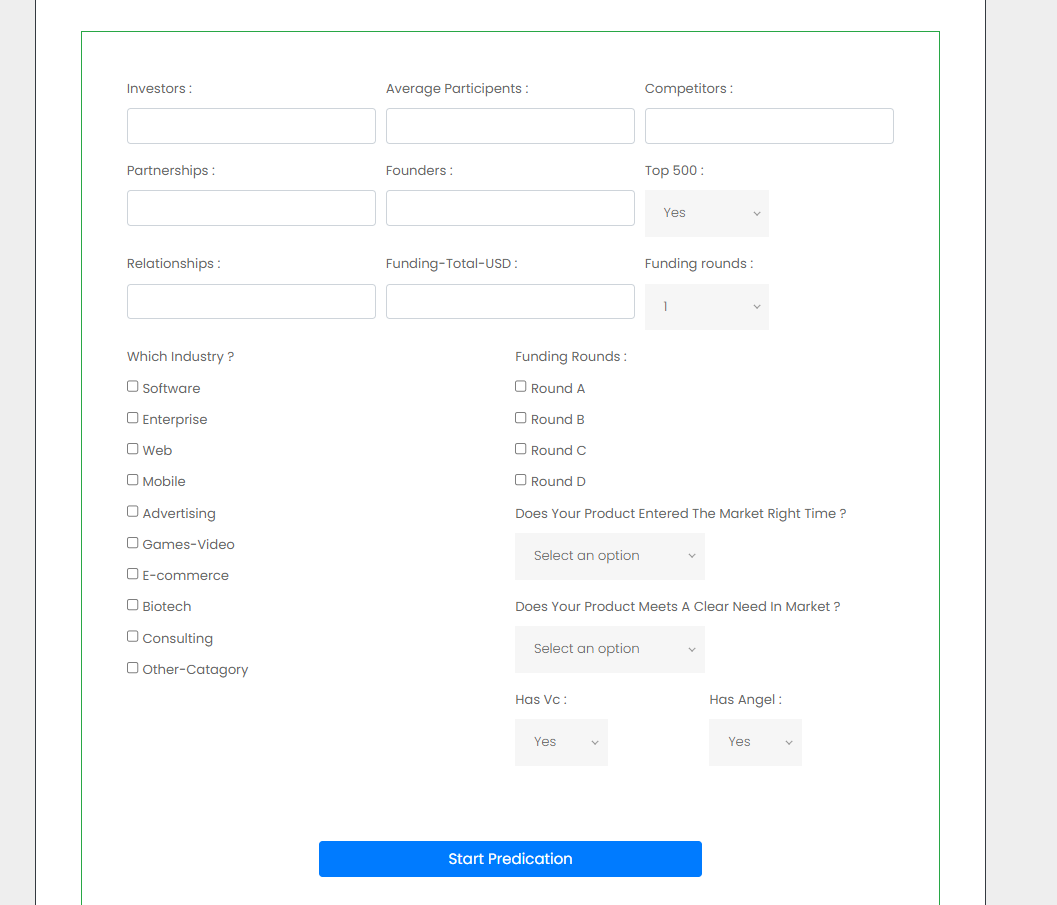 Investors : Average Participents : Competitors :
Partnerships : Founders : Top 500 :
Yes
Relationships : Funding-Total-USD : Funding rounds :
1
Which Industry ?
Software
Enterprise
Web
Mobile
Advertising
Games-Video
E-commerce
Biotech
Consulting
Other-Catagory
Funding Rounds :
Round A
Round B
Round C
Round D
Does Your Product Entered The Market Right Time ?
Select an option
Does Your Product Meets A Clear Need In Market ?
Select an option
Has Vc : Has Angel :
Yes Yes
Start Predication